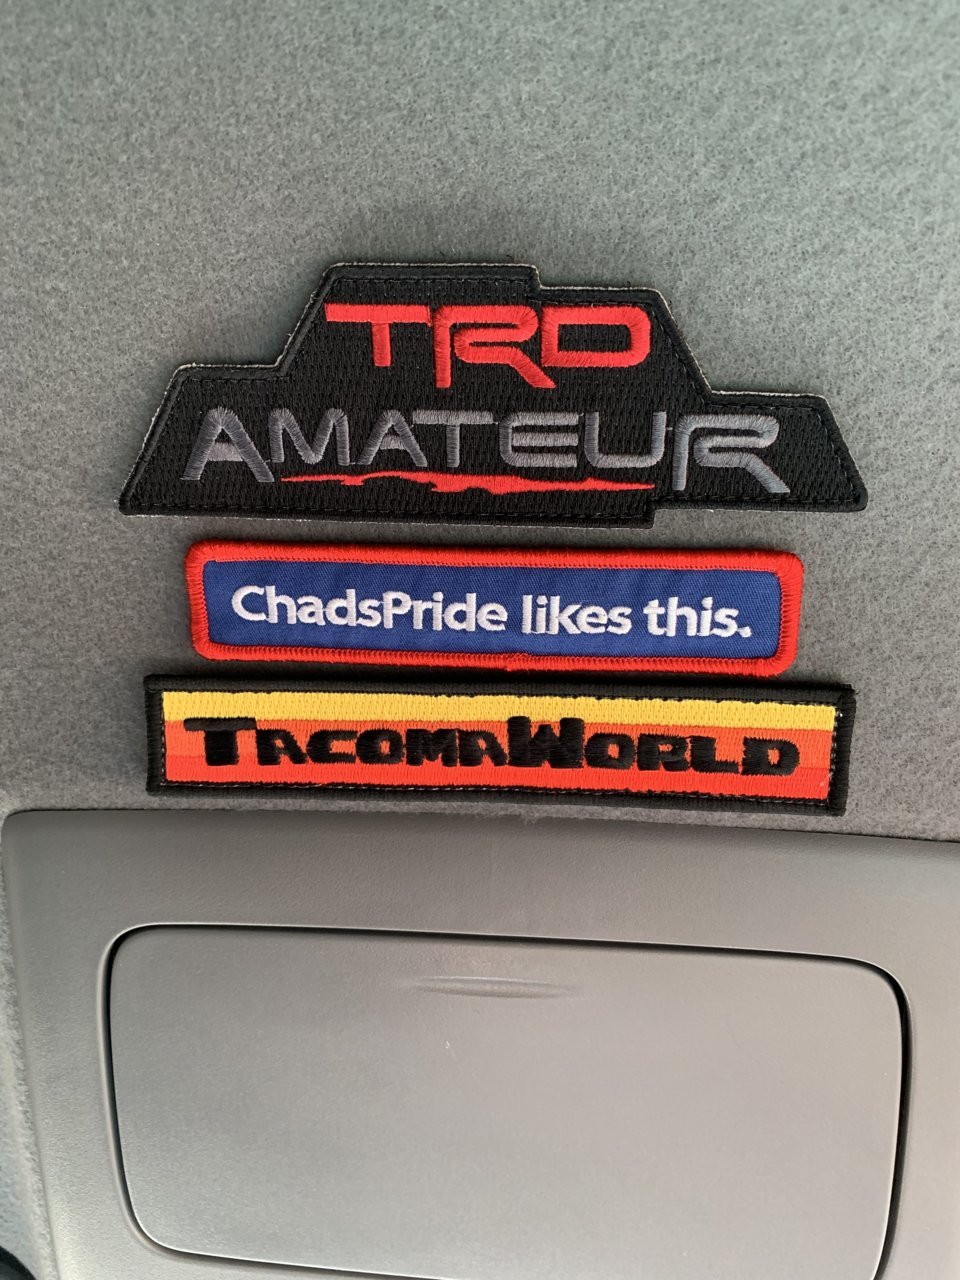 TRD
AMATEUR
ChadsPride likes this.
TACOMAWORLD